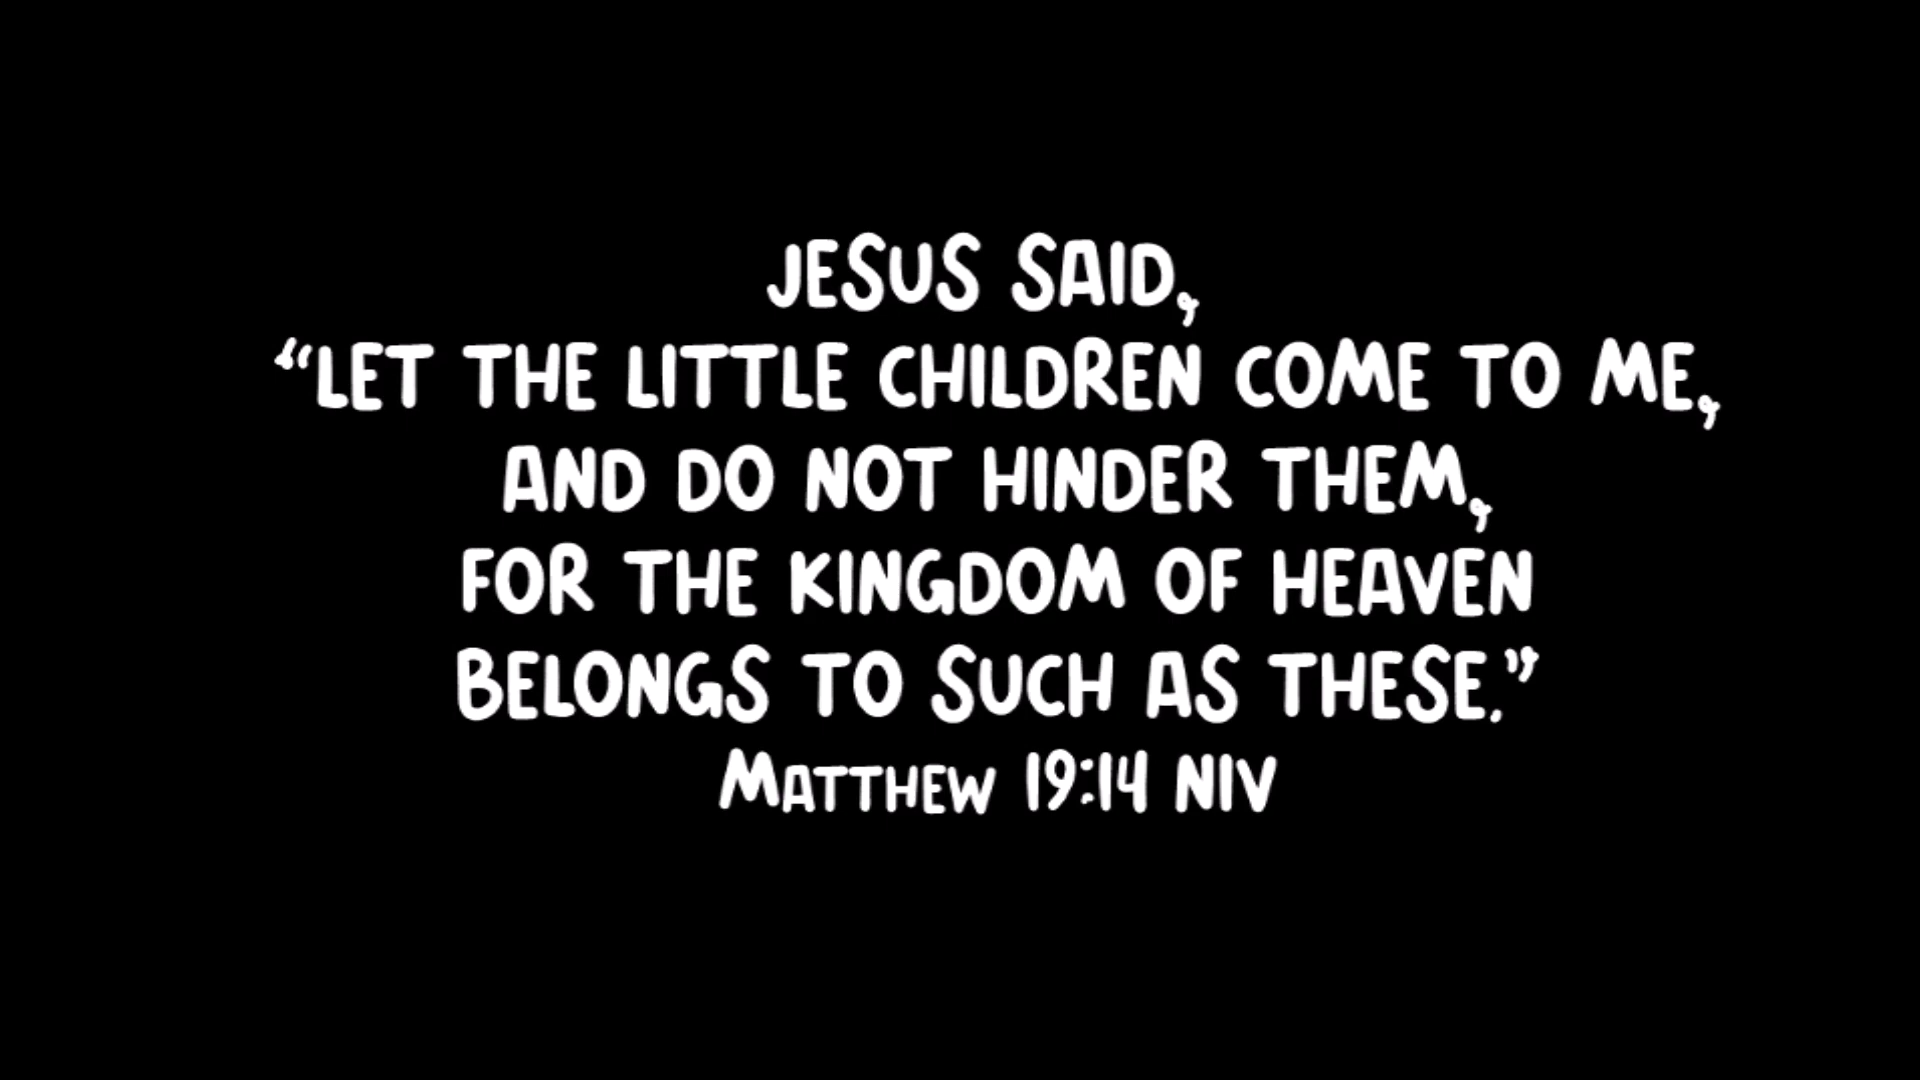 JESUS SAID,
“LET THE LITTLE CHILDREN COME TO ME,
AND DO NOT HINDER THEM,
FOR THE KINGDOM OF HEAVEN
BELONGS TO SUCH AS THESE.”
MATTHEW 19:14 NIV